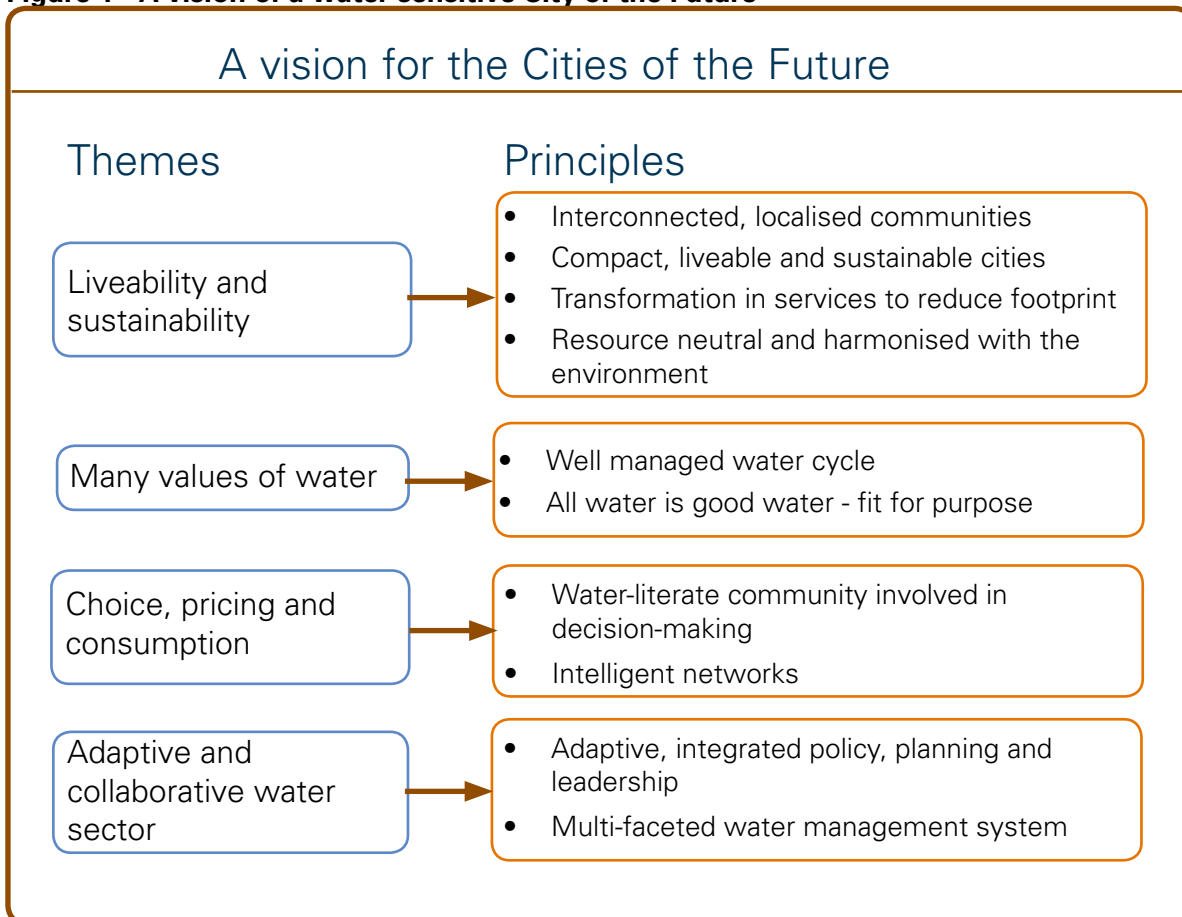 A vision for the Cities of the Future
Themes
Principles
Liveability and
sustainability
• Interconnected, localised communities
• Compact, liveable and sustainable cities
• Transformation in services to reduce footprint
• Resource neutral and harmonised with the
environment
Many values of water
• Well managed water cycle
• All water is good water - fit for purpose
Choice, pricing and
consumption
• Water-literate community involved in
decision-making
• Intelligent networks
Adaptive and
collaborative water
sector
• Adaptive, integrated policy, planning and
leadership
• Multi-faceted water management system